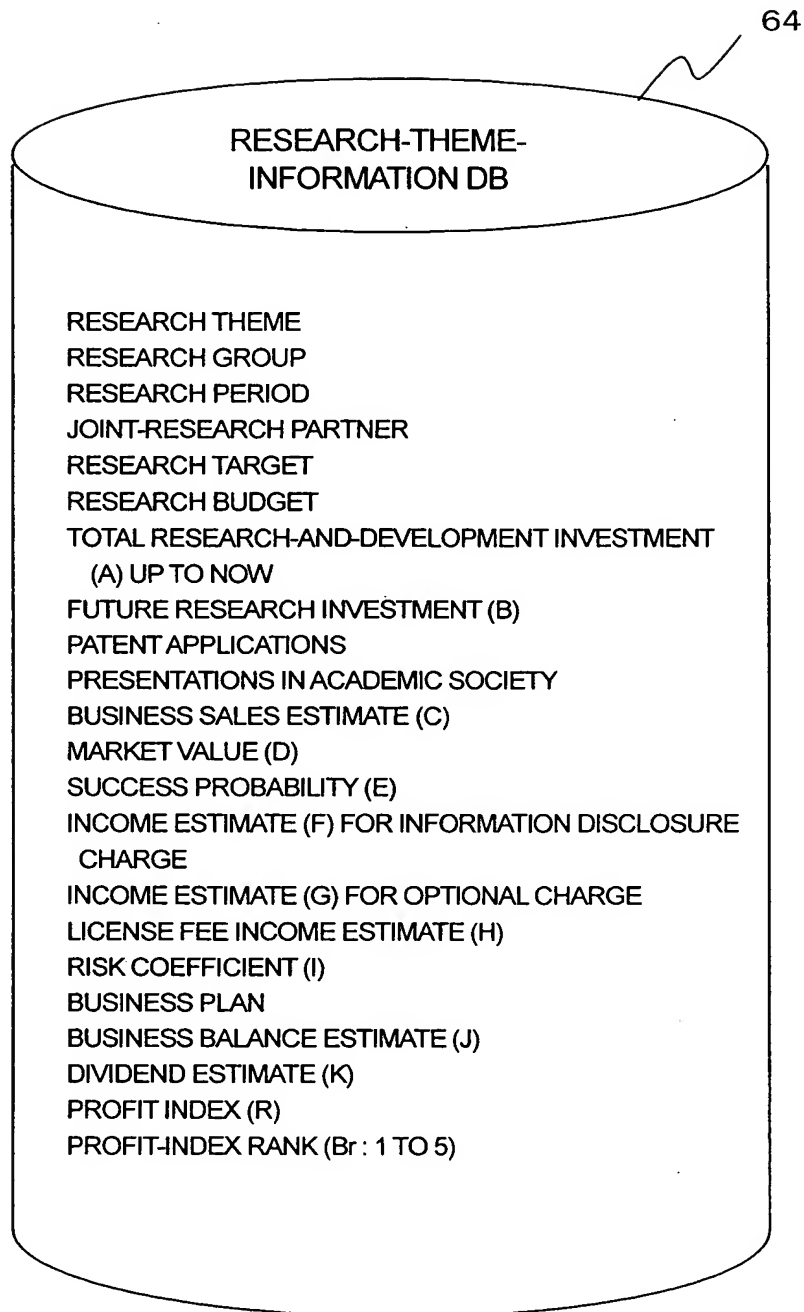 64
RESEARCH-THEME-
INFORMATION DB
RESEARCH THEME
RESEARCH GROUP
RESEARCH PERIOD
JOINT-RESEARCH PARTNER
RESEARCH TARGET
RESEARCH BUDGET
TOTAL RESEARCH-AND-DEVELOPMENT INVESTMENT
(A) UP TO NOW
FUTURE RESEARCH INVESTMENT (B)
PATENT APPLICATIONS
PRESENTATIONS IN ACADEMIC SOCIETY
BUSINESS SALES ESTIMATE (C)
MARKET VALUE (D)
SUCCESS PROBABILITY (E)
INCOME ESTIMATE (F) FOR INFORMATION DISCLOSURE
CHARGE
INCOME ESTIMATE (G) FOR OPTIONAL CHARGE
LICENSE FEE INCOME ESTIMATE (H)
RISK COEFFICIENT (I)
BUSINESS PLAN
BUSINESS BALANCE ESTIMATE (J)
DIVIDEND ESTIMATE (K)
PROFIT INDEX (R)
PROFIT-INDEX RANK (Br : 1 TO 5)